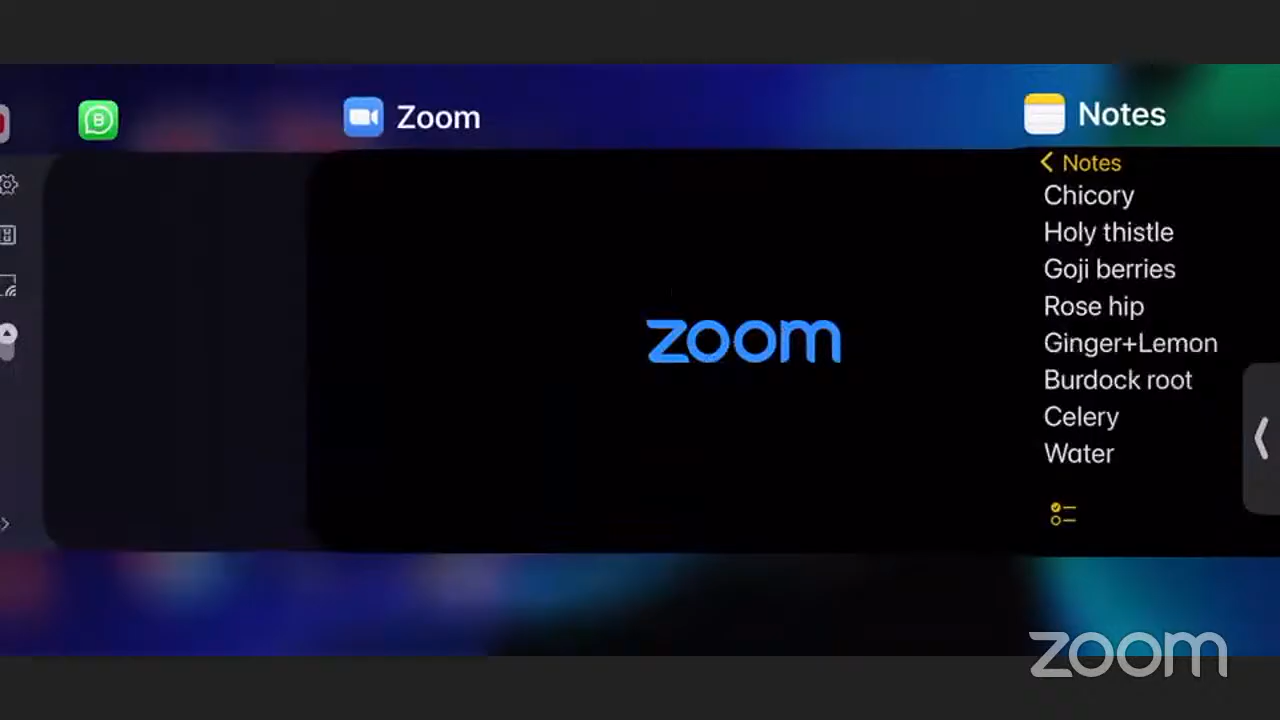 B
Zoom
Notes
Notes
Chicory
Holy thistle
Goji berries
Rose hip
Ginger+Lemon
Burdock root
Celery
Water
zoom
zoom